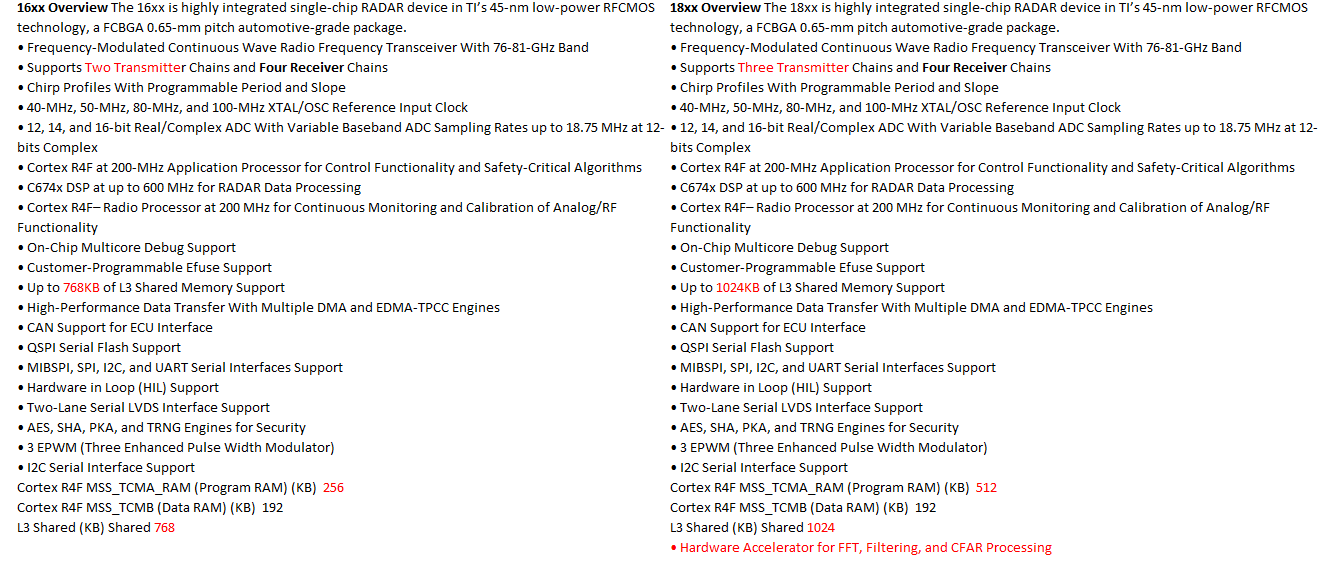 16xx Overview The 16xx is highly integrated single-chip RADAR device in TI’s 45-nm low-power RFCMOS
technology, a FCBGA 0.65-mm pitch automotive-grade package.
• Frequency-Modulated Continuous Wave Radio Frequency Transceiver With 76-81-GHz Band
• Supports Two Transmitter Chains and Four Receiver Chains
• Chirp Profiles With Programmable Period and Slope
• 40-MHz, 50-MHz, 80-MHz, and 100-MHz XTAL/OSC Reference Input Clock
• 12, 14, and 16-bit Real/Complex ADC With Variable Baseband ADC Sampling Rates up to 18.75 MHz at 12-
bits Complex
• Cortex R4F at 200-MHz Application Processor for Control Functionality and Safety-Critical Algorithms
• C674x DSP at up to 600 MHz for RADAR Data Processing
• Cortex R4F– Radio Processor at 200 MHz for Continuous Monitoring and Calibration of Analog/RF
Functionality
• On-Chip Multicore Debug Support
• Customer-Programmable Efuse Support
• Up to 768KB of L3 Shared Memory Support
• High-Performance Data Transfer With Multiple DMA and EDMA-TPCC Engines
• CAN Support for ECU Interface
• QSPI Serial Flash Support
• MIBSPI, SPI, I2C, and UART Serial Interfaces Support
• Hardware in Loop (HIL) Support
• Two-Lane Serial LVDS Interface Support
• AES, SHA, PKA, and TRNG Engines for Security
• 3 EPWM (Three Enhanced Pulse Width Modulator)
• I2C Serial Interface Support
Cortex R4F MSS_TCMA_RAM (Program RAM) (KB) 256
Cortex R4F MSS_TCMB (Data RAM) (KB) 192
L3 Shared (KB) Shared 768
18xx Overview The 18xx is highly integrated single-chip RADAR device in TI’s 45-nm low-power RFCMOS
technology, a FCBGA 0.65-mm pitch automotive-grade package.
• Frequency-Modulated Continuous Wave Radio Frequency Transceiver With 76-81-GHz Band
• Supports Three Transmitter Chains and Four Receiver Chains
• Chirp Profiles With Programmable Period and Slope
• 40-MHz, 50-MHz, 80-MHz, and 100-MHz XTAL/OSC Reference Input Clock
• 12, 14, and 16-bit Real/Complex ADC With Variable Baseband ADC Sampling Rates up to 18.75 MHz at 12-
bits Complex
• Cortex R4F at 200-MHz Application Processor for Control Functionality and Safety-Critical Algorithms
• C674x DSP at up to 600 MHz for RADAR Data Processing
• Cortex R4F– Radio Processor at 200 MHz for Continuous Monitoring and Calibration of Analog/RF
Functionality
• On-Chip Multicore Debug Support
• Customer-Programmable Efuse Support
• Up to 1024KB of L3 Shared Memory Support
• High-Performance Data Transfer With Multiple DMA and EDMA-TPCC Engines
• CAN Support for ECU Interface
• QSPI Serial Flash Support
• MIBSPI, SPI, I2C, and UART Serial Interfaces Support
• Hardware in Loop (HIL) Support
• Two-Lane Serial LVDS Interface Support
• AES, SHA, PKA, and TRNG Engines for Security
• 3 EPWM (Three Enhanced Pulse Width Modulator)
• I2C Serial Interface Support
Cortex R4F MSS_TCMA_RAM (Program RAM) (KB) 512
Cortex R4F MSS_TCMB (Data RAM) (KB) 192
L3 Shared (KB) Shared 1024
• Hardware Accelerator for FFT, Filtering, and CFAR Processing